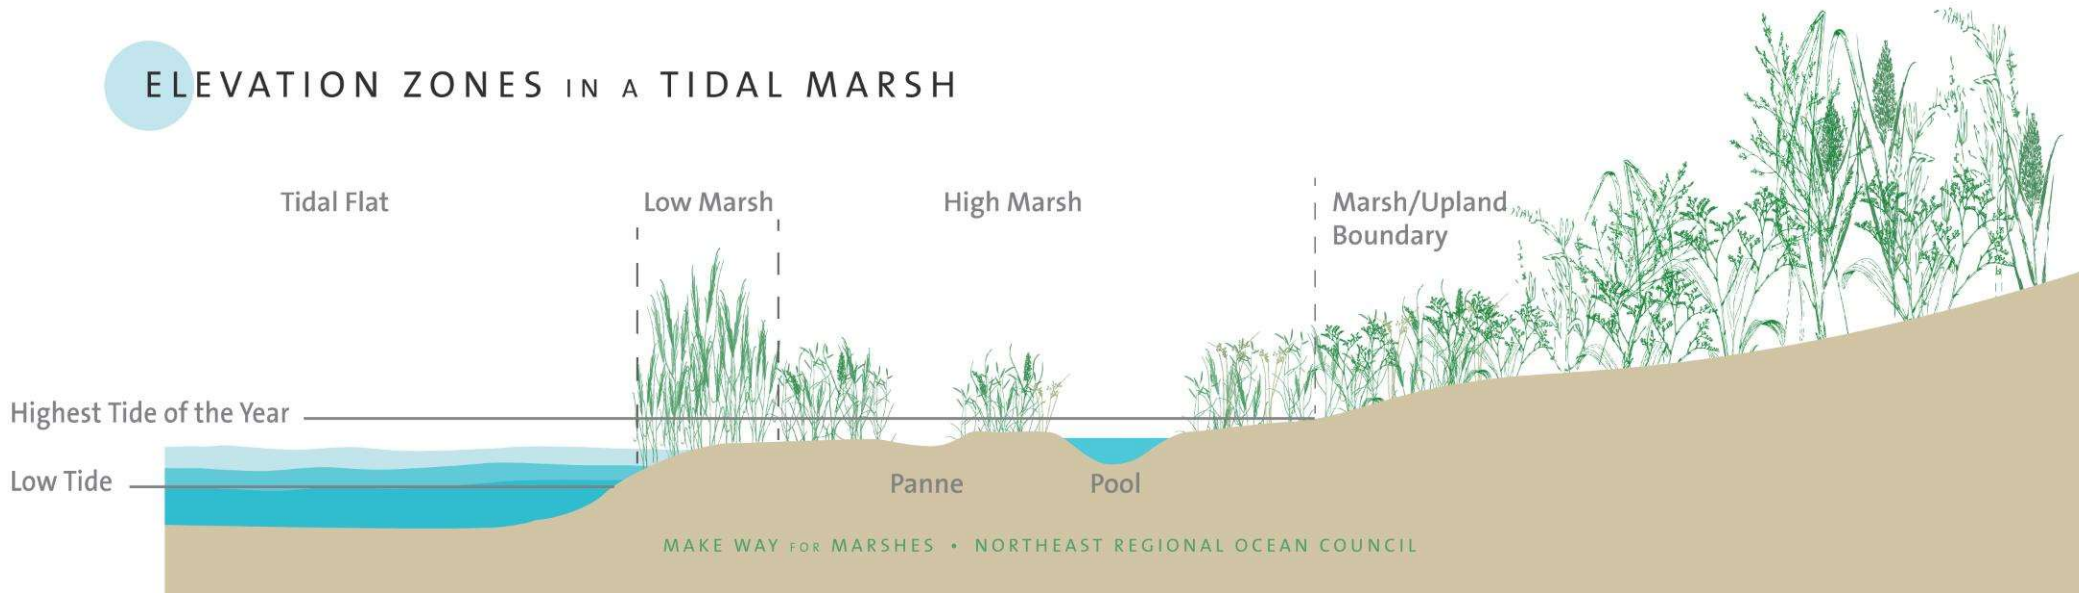 ELEVATION ZONES IN A TIDAL MARSH
Tidal Flat
Low Marsh
High Marsh
Marsh/Upland
Boundary
Highest Tide of the Year
Low Tide
Panne
Pool
MAKE WAY FOR MARSHES • NORTHEAST REGIONAL OCEAN COUNCIL